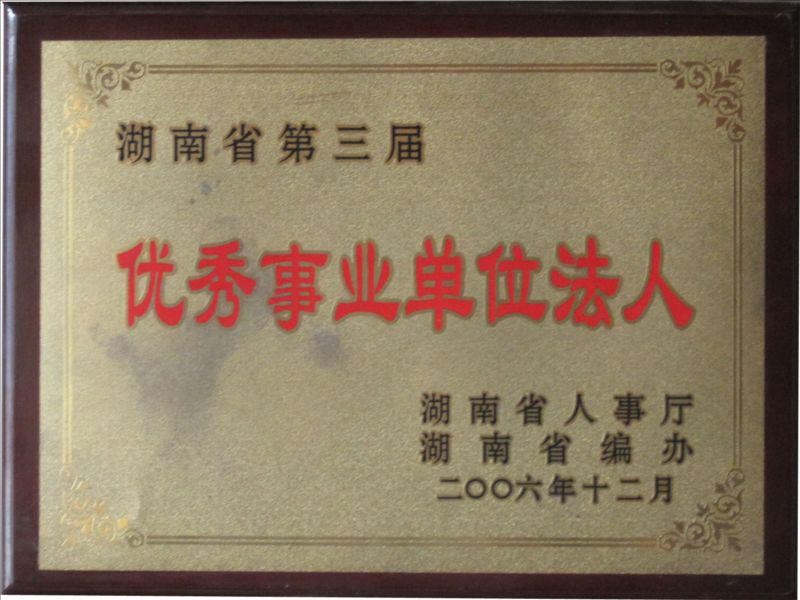 湖南省第三届
优秀事业单位法人
湖南省人事厅
湖南省编办
二〇〇六年十二月